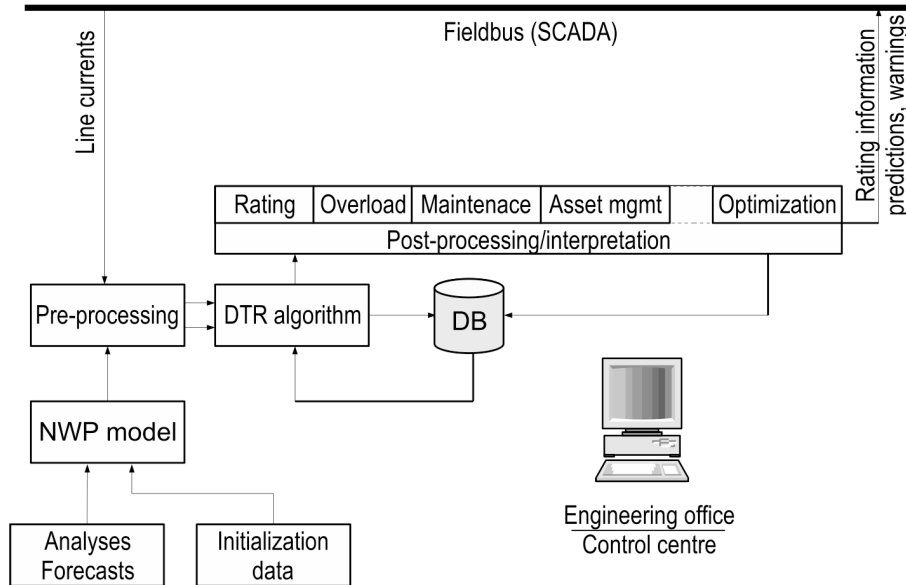 Fieldbus (SCADA)
Line currents
Rating information
predictions, warnings
Rating
Overload
Maintenace
Asset mgmt
Optimization
Post-processing/interpretation
Pre-processing
DTR algorithm
DB
NWP model
Analyses
Forecasts
Initialization
data
Engineering office
Control centre